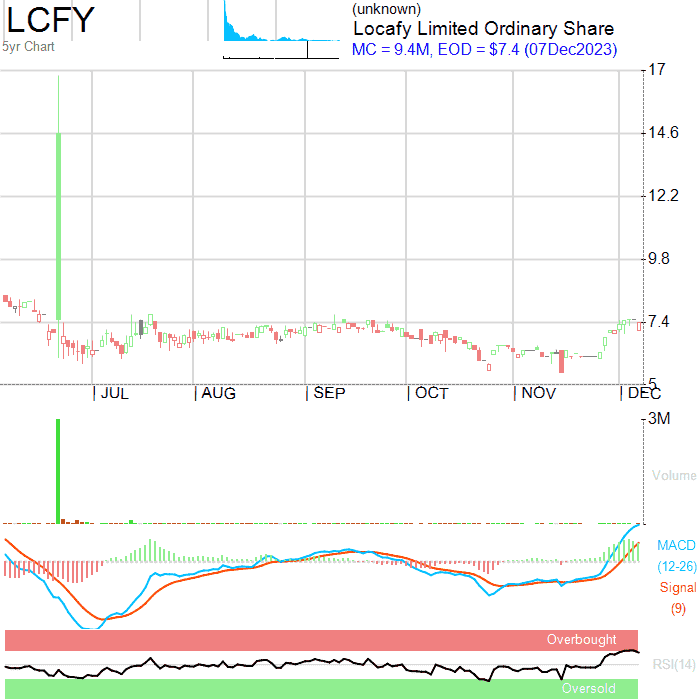 LCFY
5yr Chart
(unknown)
Locafy Limited Ordinary Share
MC = 9.4M, EOD = $7.4 (07Dec2023)
17
14.6
12.2
9.8
7.4
5
JUL
AUG
SEP
OCT
NOV
DEC
3M
Volume
MACD
(12-26)
Signal
(9)
Overbought
RSI(14)
Oversold